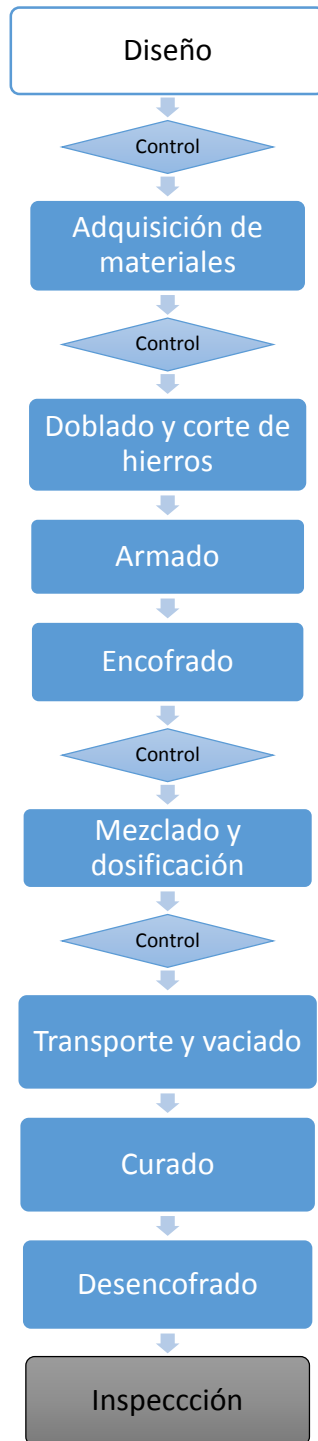 Diseño
Control
Adquisición de
materiales
Control
Doblado y corte de
hierros
Armado
Encofrado
Control
Mezclado y
dosificación
Control
Transporte y vaciado
Curado
Desencofrado
Inspeccción